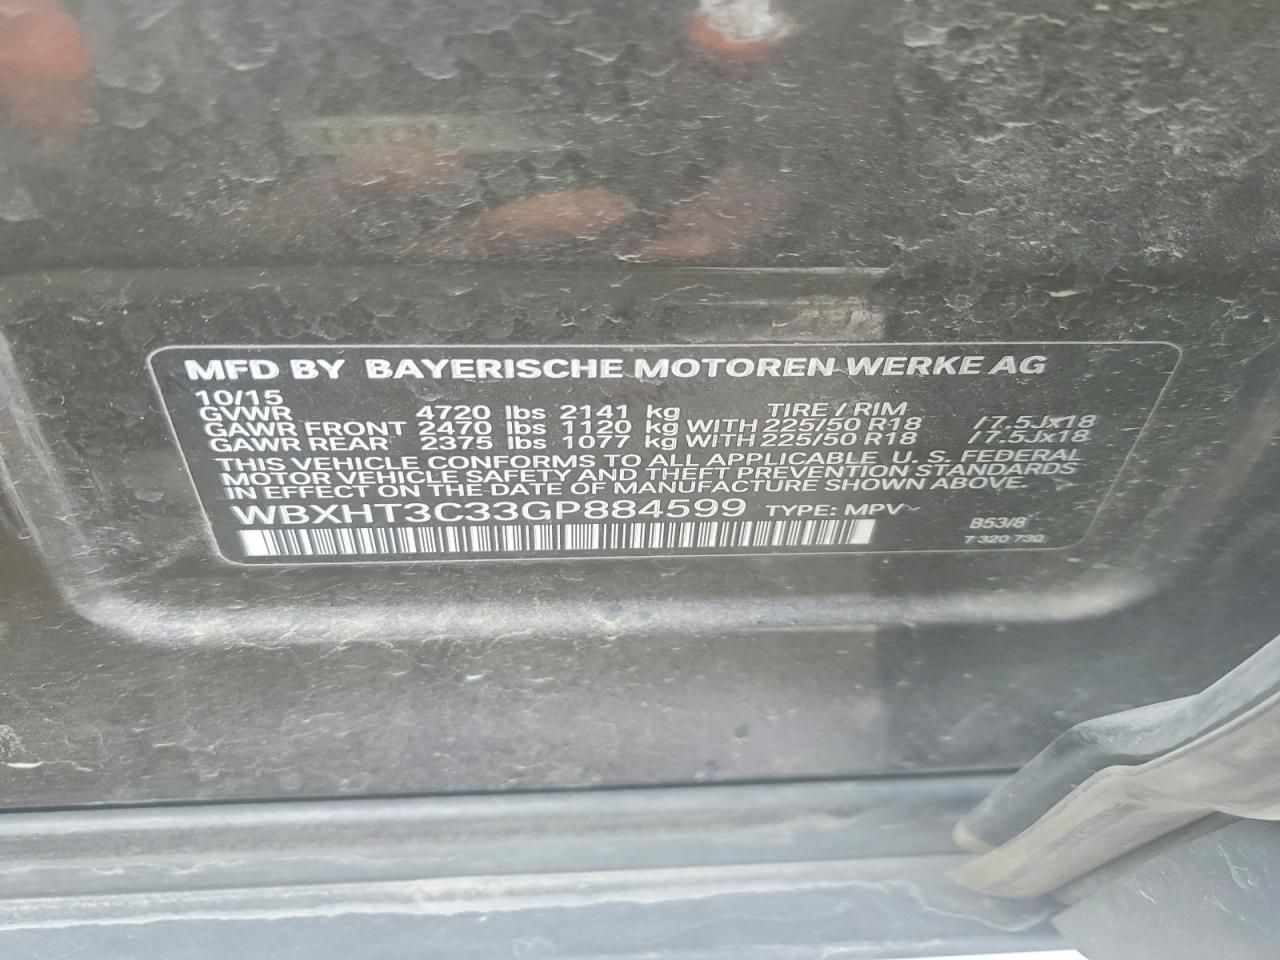 MFD BY BAYERISCHE MOTOREN WERKE AG
10/15
GVWR 4720 lbs 2141 kg TIRE / RIM
GAWR FRONT 2470 lbs 1120 kg WITH 225/50 R18 /7.5Jx18
GAWR REAR 2375 lbs 1077 kg WITH 225/50 R18 /7.5Jx18
THIS VEHICLE CONFORMS TO ALL APPLICABLE U. S. FEDERAL
MOTOR VEHICLE SAFETY AND THEFT PREVENTION STANDARDS
IN EFFECT ON THE DATE OF MANUFACTURE SHOWN ABOVE.
WBXHT3C33GP884599 TYPE: MPV
B53/8
7 320 730